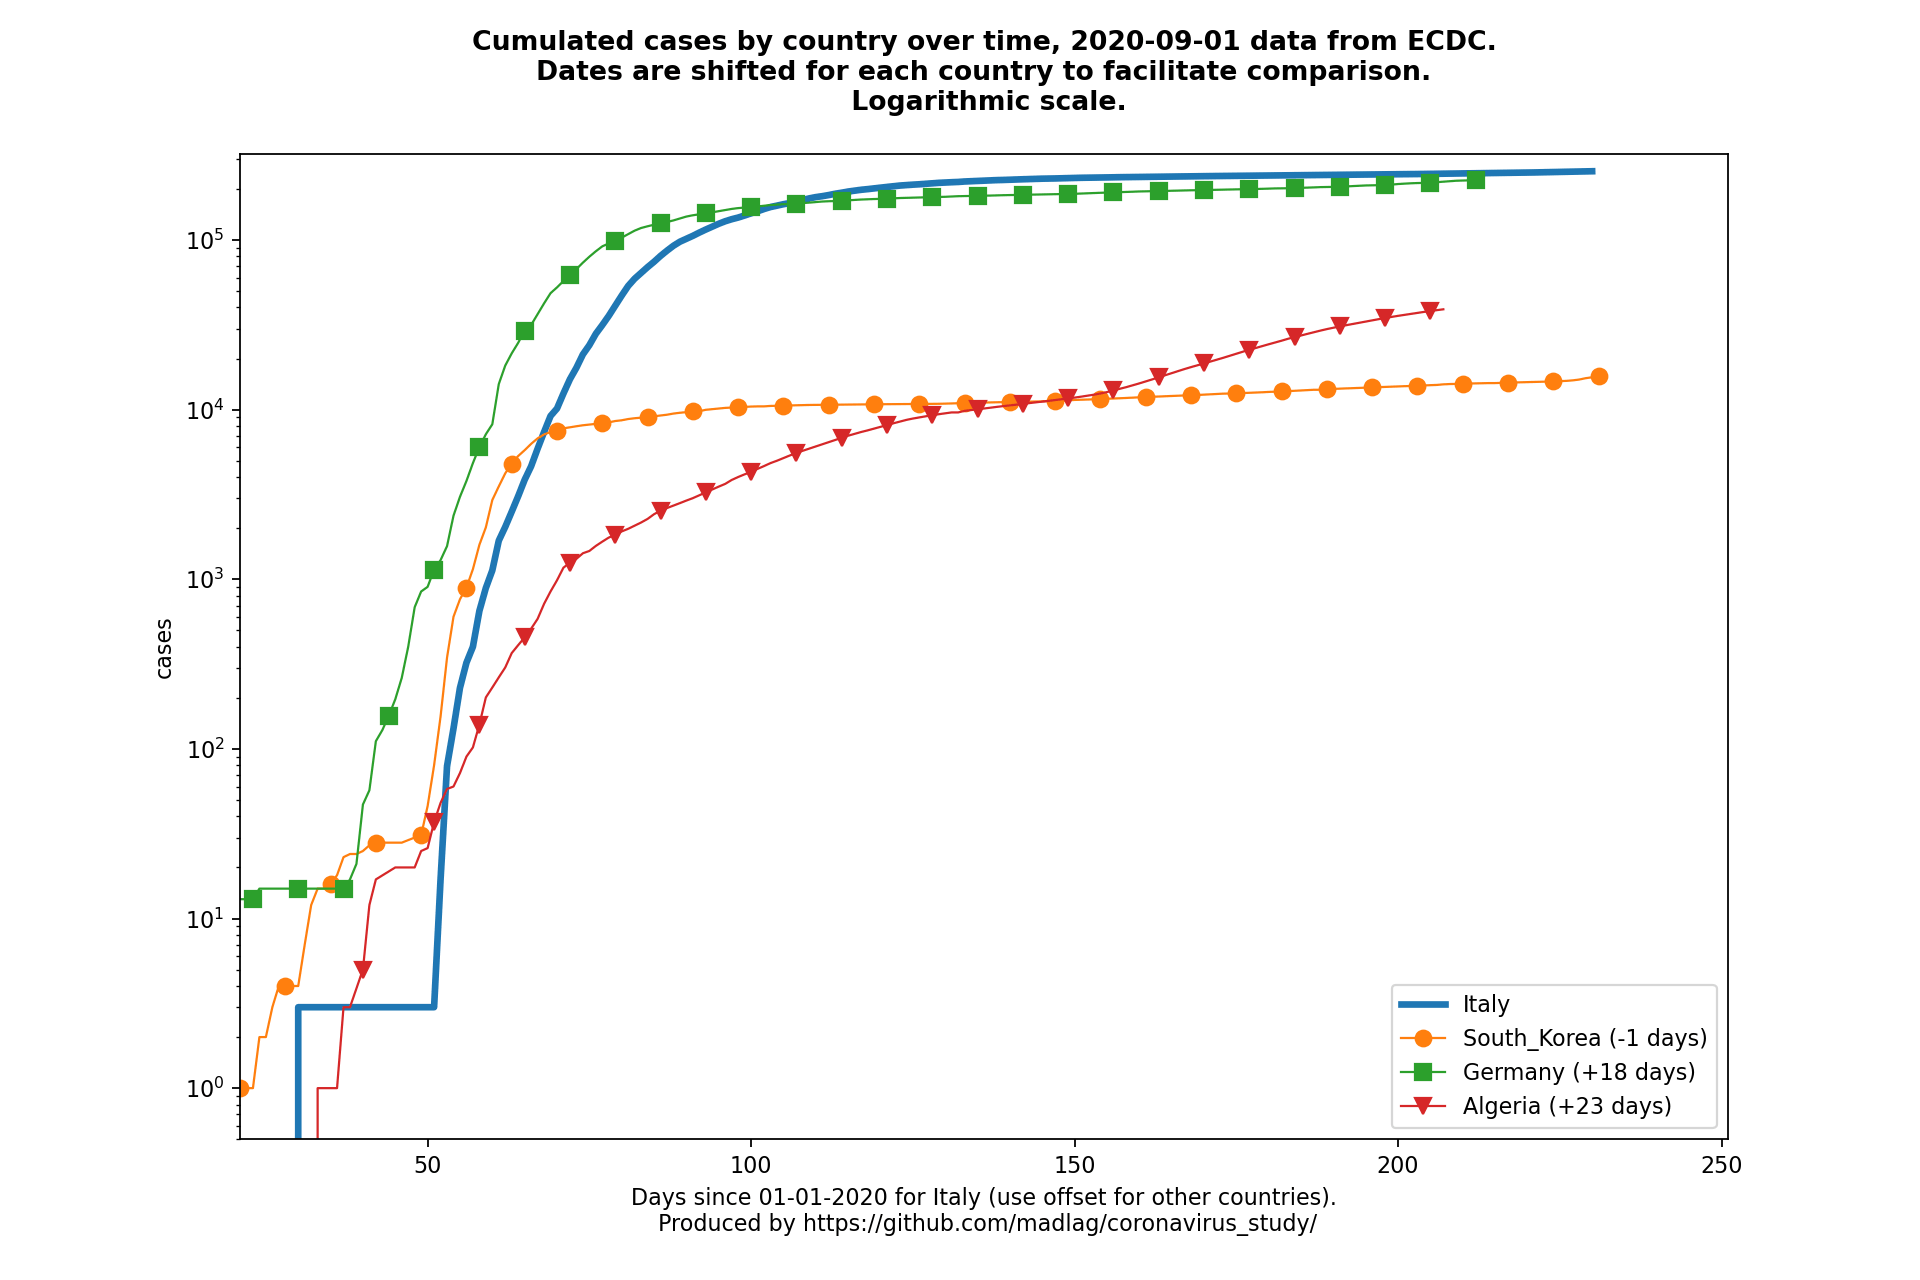 Cumulated cases by country over time, 2020-09-01 data from ECDC.
Dates are shifted for each country to facilitate comparison.
Logarithmic scale.
10^5
10^4
10^3
10^2
10^1
10^0
cases
Italy
South_Korea (-1 days)
Germany (+18 days)
Algeria (+23 days)
50 100 150 200 250
Days since 01-01-2020 for Italy (use offset for other countries).
Produced by https://github.com/madlag/coronavirus_study/